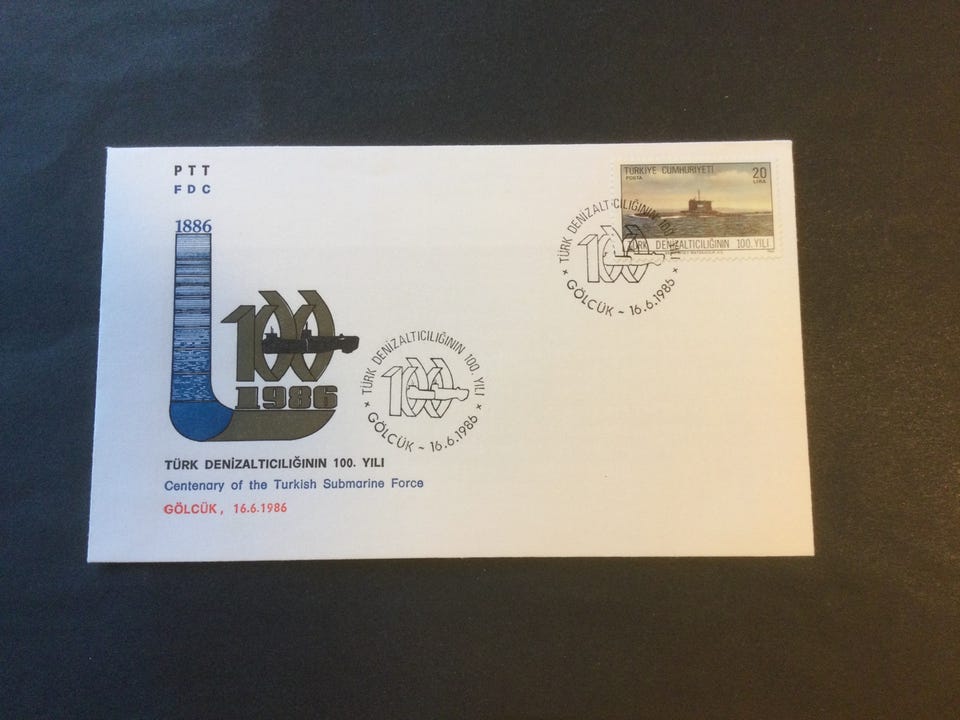 PTT
FDC
1886
100
1986
TÜRK DENİZALTICILIĞININ 100. YILI
Centenary of the Turkish Submarine Force
GÖLCÜK, 16.6.1986
× TÜRK DENİZALTICILIĞININ 100. YILI ×
100
GÖLCÜK ~ 16.6.1986
× TÜRK DENİZALTICILIĞININ 100. YILI ×
100
GÖLCÜK ~ 16.6.1986
TÜRKİYE CUMHURİYETİ
POSTA
20
LİRA
TÜRK DENİZALTICILIĞININ 100. YILI